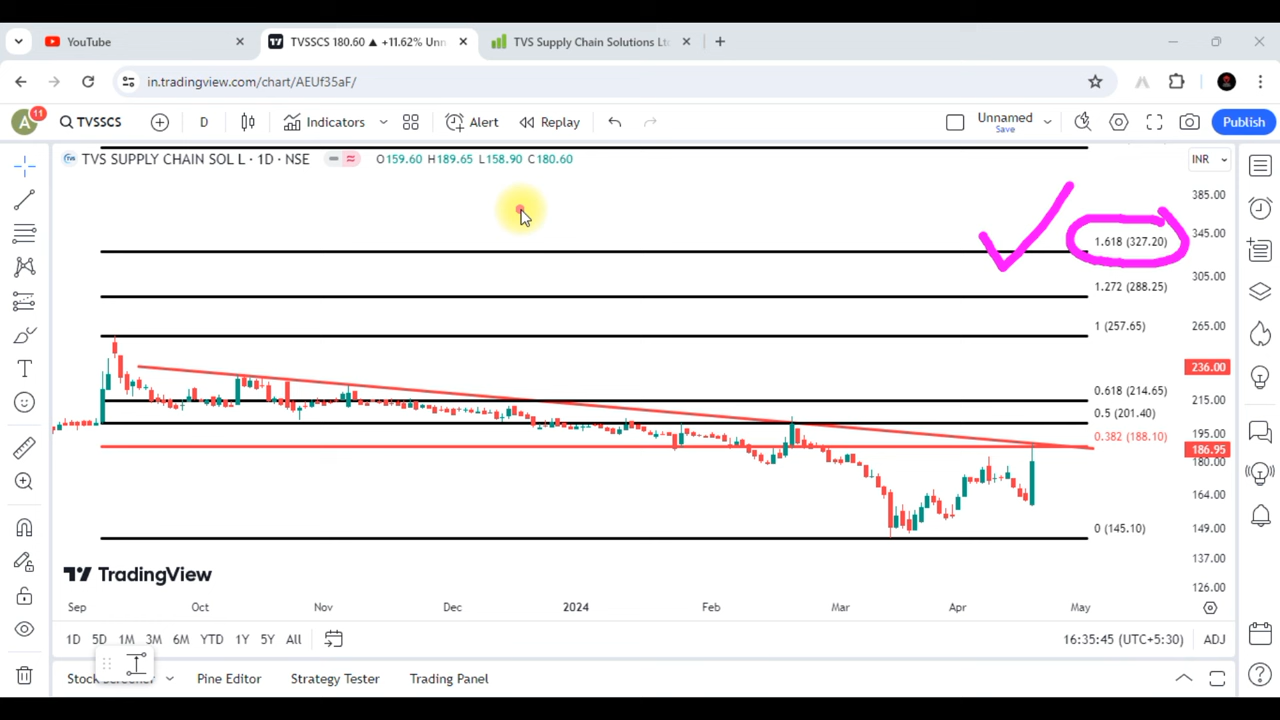 YouTube
TVSSCS 180.60 ▲ +11.62% Unn
TVS Supply Chain Solutions Lt
in.tradingview.com/chart/AEUf35aF/
A 11
TVSSCS
D
Indicators
Alert
Replay
Unnamed
Save
Publish
TVS SUPPLY CHAIN SOL L · 1D · NSE
O159.60 H189.65 L158.90 C180.60
INR
385.00
345.00
305.00
265.00
236.00
215.00
195.00
186.95
180.00
164.00
149.00
137.00
126.00
1.618 (327.20)
1.272 (288.25)
1 (257.65)
0.618 (214.65)
0.5 (201.40)
0.382 (188.10)
0 (145.10)
TradingView
Sep Oct Nov Dec 2024 Feb Mar Apr May
1D 5D 1M 3M 6M YTD 1Y 5Y All
16:35:45 (UTC+5:30) ADJ
Pine Editor Strategy Tester Trading Panel